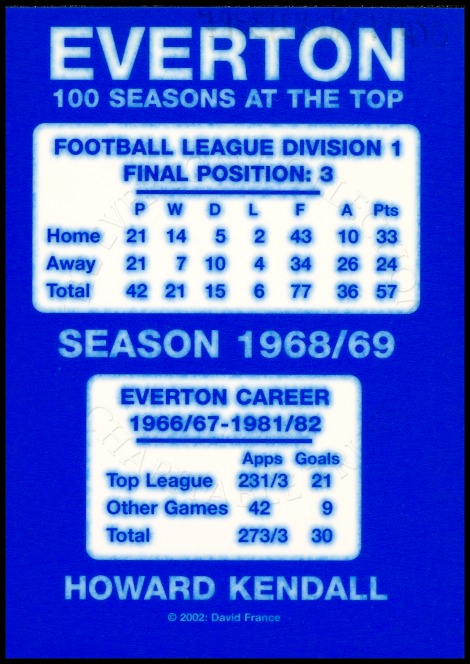 EVERTON
100 SEASONS AT THE TOP
FOOTBALL LEAGUE DIVISION 1
FINAL POSITION: 3
P W D L F A Pts
Home 21 14 5 2 43 10 33
Away 21 7 10 4 34 26 24
Total 42 21 15 6 77 36 57
SEASON 1968/69
EVERTON CAREER
1966/67-1981/82
Apps Goals
Top League 231/3 21
Other Games 42 9
Total 273/3 30
HOWARD KENDALL
© 2002: David France